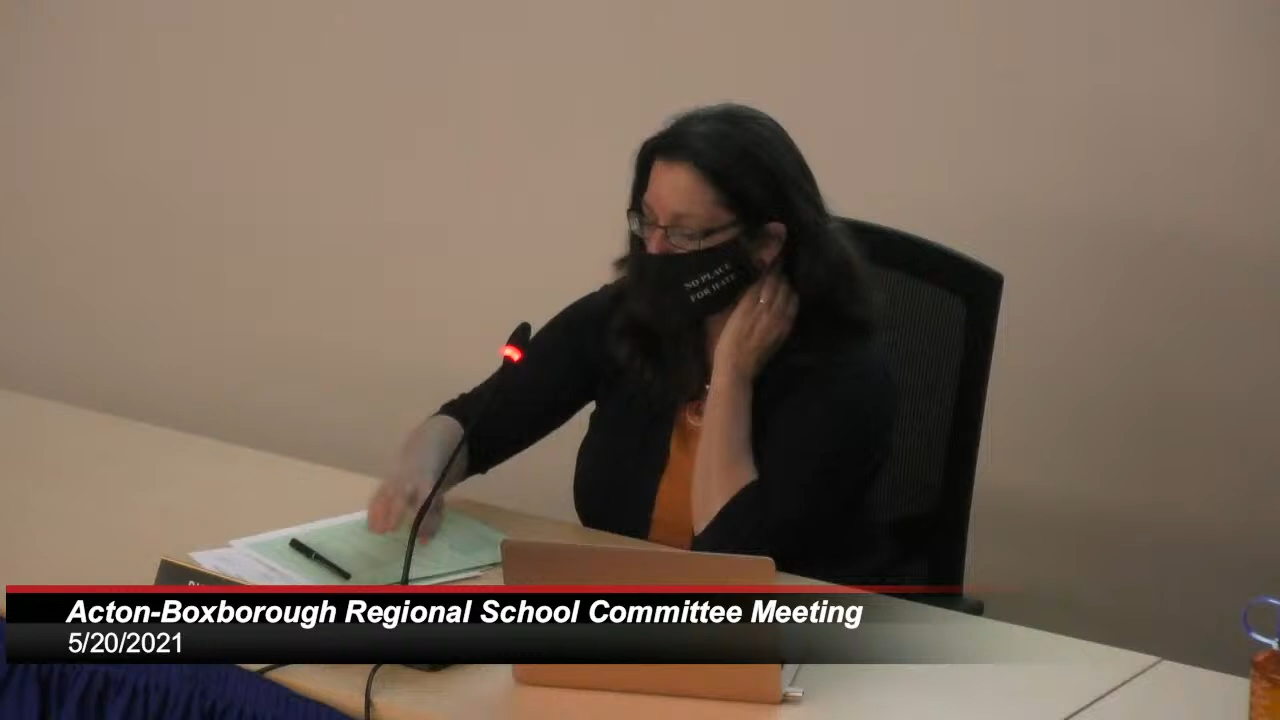 NO PLACE
FOR HATE
Acton-Boxborough Regional School Committee Meeting
5/20/2021